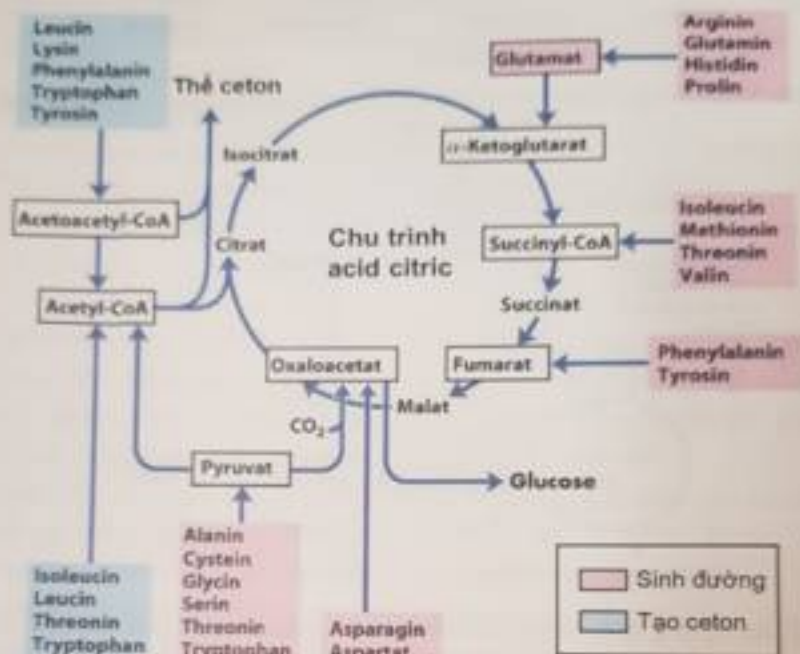 Leucin
Lysin
Phenylalanin
Tryptophan
Tyrosin
Thể ceton
Glutamat
Arginin
Glutamin
Histidin
Prolin
Isocitrat
α-Ketoglutarat
Acetoacetyl-CoA
Citrat
Chu trình
acid citric
Succinyl-CoA
Isoleucin
Methionin
Threonin
Valin
Acetyl-CoA
Succinat
Oxaloacetat
Fumarat
Phenylalanin
Tyrosin
Malat
CO₂
Pyruvat
Glucose
Isoleucin
Leucin
Threonin
Tryptophan
Alanin
Cystein
Glycin
Serin
Threonin
Tryptophan
Asparagin
Aspartat
Sinh đường
Tạo ceton